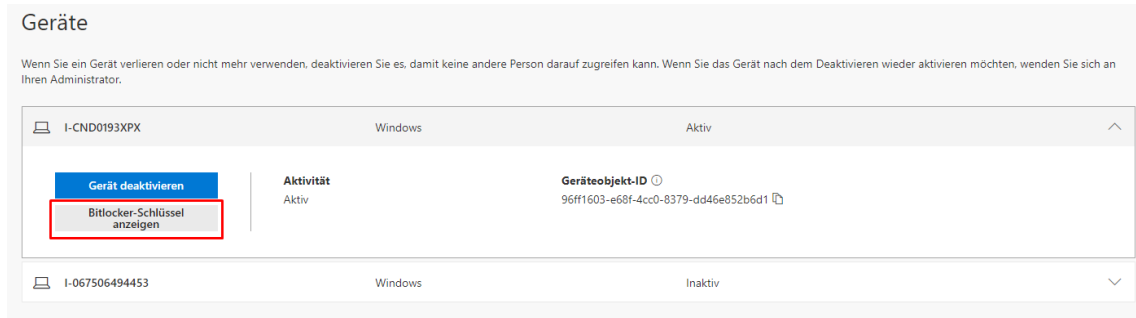 Geräte
Wenn Sie ein Gerät verlieren oder nicht mehr verwenden, deaktivieren Sie es, damit keine andere Person darauf zugreifen kann. Wenn Sie das Gerät nach dem Deaktivieren wieder aktivieren möchten, wenden Sie sich an
Ihren Administrator.
I-CND0193XPX Windows Aktiv
Gerät deaktivieren
Bitlocker-Schlüssel
anzeigen
Aktivität
Aktiv
Geräteobjekt-ID
96ff1603-e68f-4cc0-8379-dd46e852b6d1
I-067506494453 Windows Inaktiv